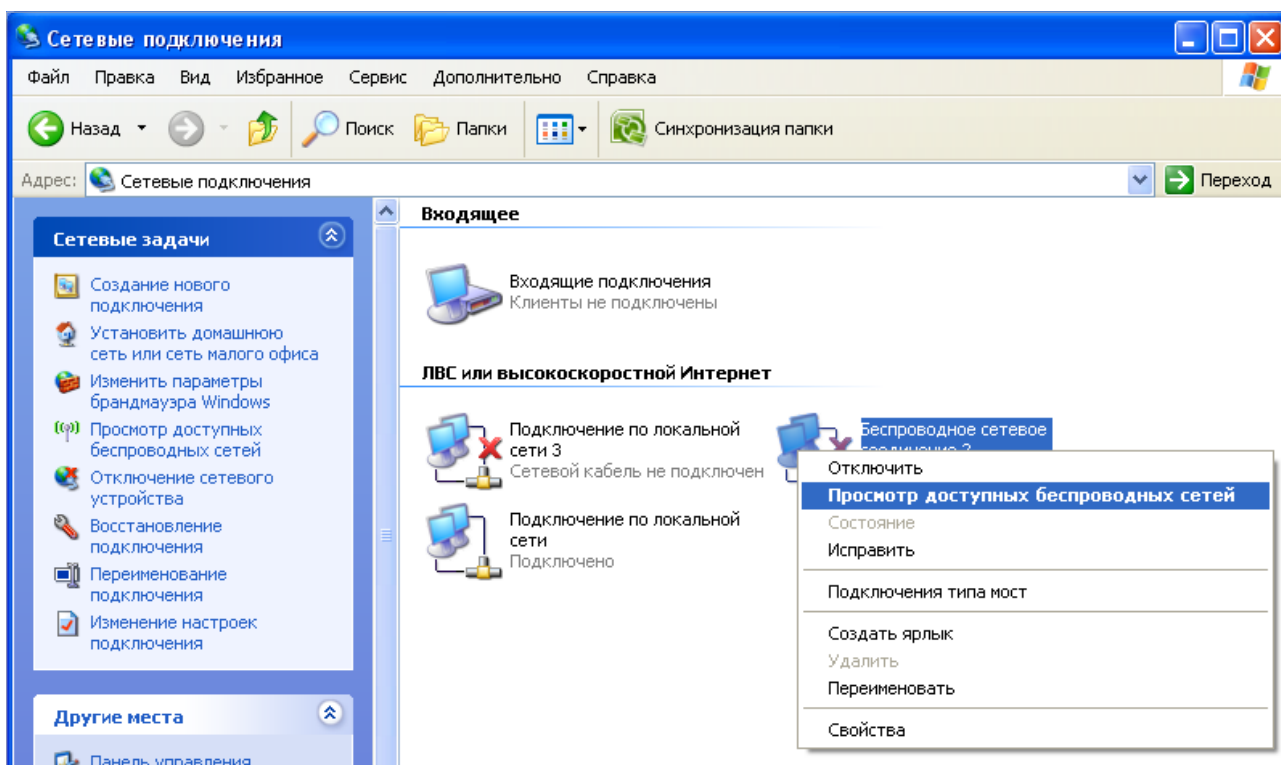 Сетевые подключения
Файл Правка Вид Избранное Сервис Дополнительно Справка
Назад Поиск Папки Синхронизация папки
Адрес: Сетевые подключения Переход
Сетевые задачи
Создание нового
подключения
Установить домашнюю
сеть или сеть малого офиса
Изменить параметры
брандмауэра Windows
Просмотр доступных
беспроводных сетей
Отключение сетевого
устройства
Восстановление
подключения
Переименование
подключения
Изменение настроек
подключения
Другие места
Панель управления
Входящее
Входящие подключения
Клиенты не подключены
ЛВС или высокоскоростной Интернет
Подключение по локальной
сети 3
Сетевой кабель не подключен
Беспроводное сетевое
соединение 2
Подключение по локальной
сети
Подключено
Отключить
Просмотр доступных беспроводных сетей
Состояние
Исправить
Подключения типа мост
Создать ярлык
Удалить
Переименовать
Свойства